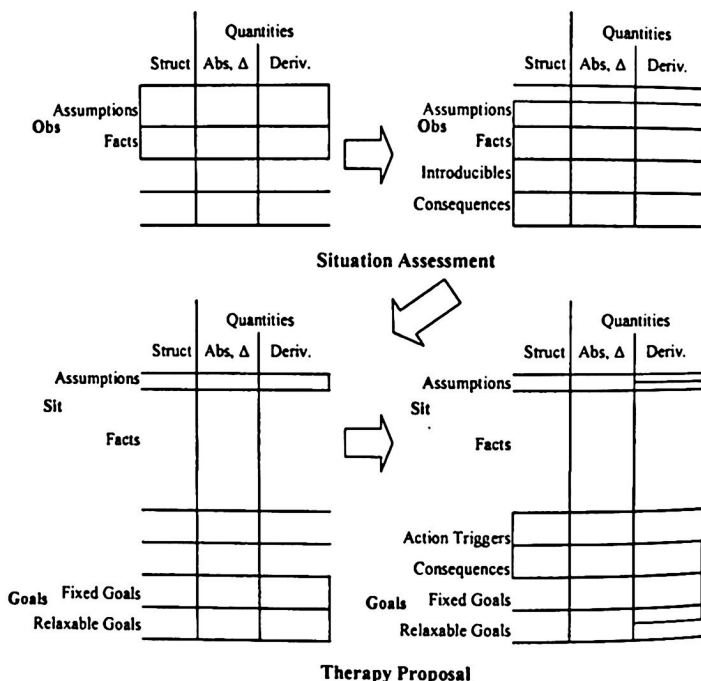 Quantities
Struct Abs, Δ Deriv.
Assumptions
Obs
Facts
Quantities
Struct Abs, Δ Deriv.
Assumptions
Obs
Facts
Introducibles
Consequences
Situation Assessment
Quantities
Struct Abs, Δ Deriv.
Assumptions
Sit
Facts
Goals Fixed Goals
Relaxable Goals
Quantities
Struct Abs, Δ Deriv.
Assumptions
Sit
Facts
Action Triggers
Consequences
Goals Fixed Goals
Relaxable Goals
Therapy Proposal